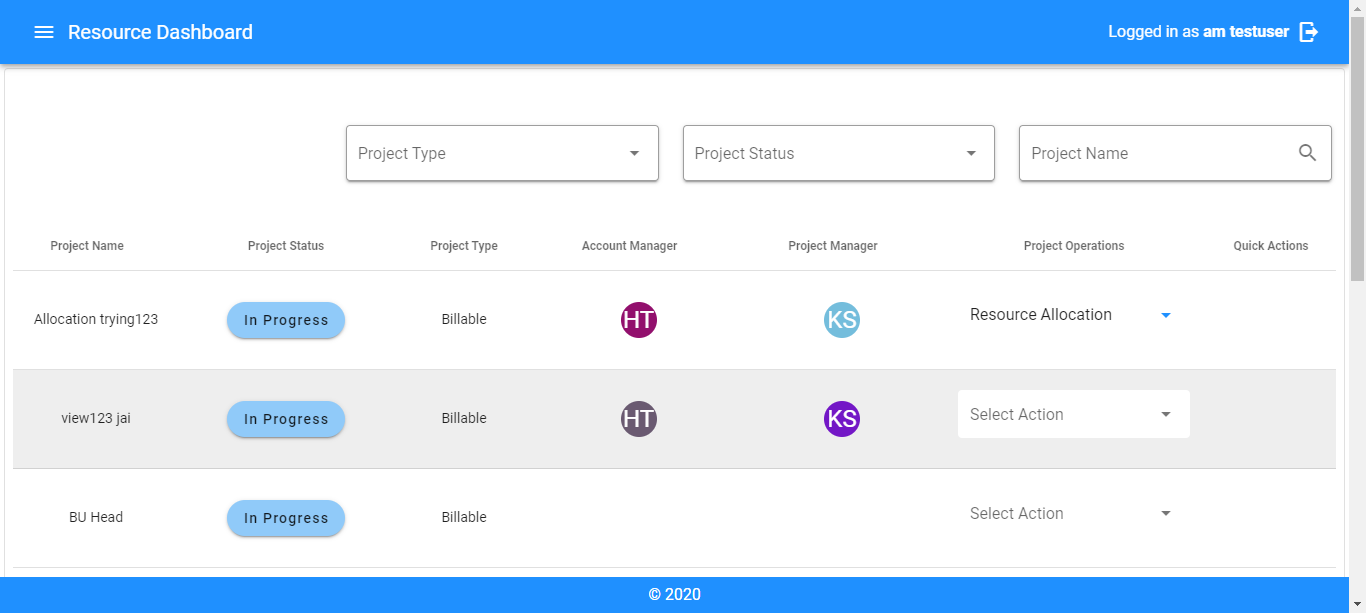 Resource Dashboard
Logged in as am testuser
Project Type
Project Status
Project Name
Project Name
Project Status
Project Type
Account Manager
Project Manager
Project Operations
Quick Actions
Allocation trying123
In Progress
Billable
HT
KS
Resource Allocation
view123 jai
In Progress
Billable
HT
KS
Select Action
BU Head
In Progress
Billable
Select Action
© 2020